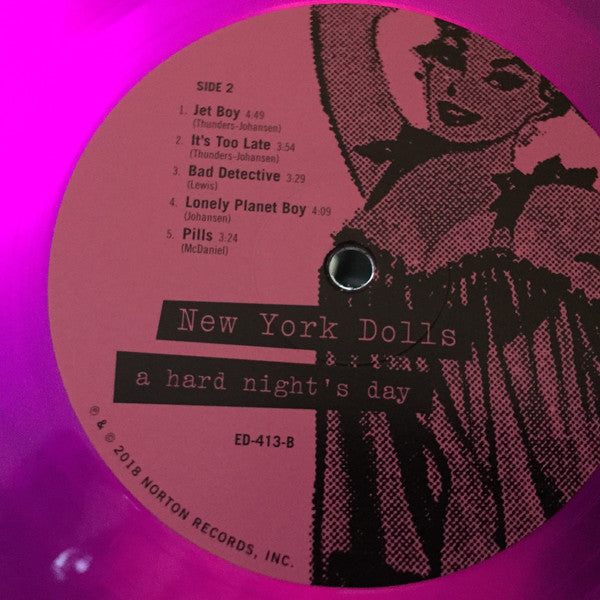 SIDE 2
1. Jet Boy 4:49
(Thunders-Johansen)
2. It's Too Late 3:54
(Thunders-Johansen)
3. Bad Detective 3:29
(Lewis)
4. Lonely Planet Boy 4:09
(Johansen)
5. Pills 3:24
(McDaniel)
New York Dolls
a hard night's day
ED-413-B
℗ & © 2018 NORTON RECORDS, INC.